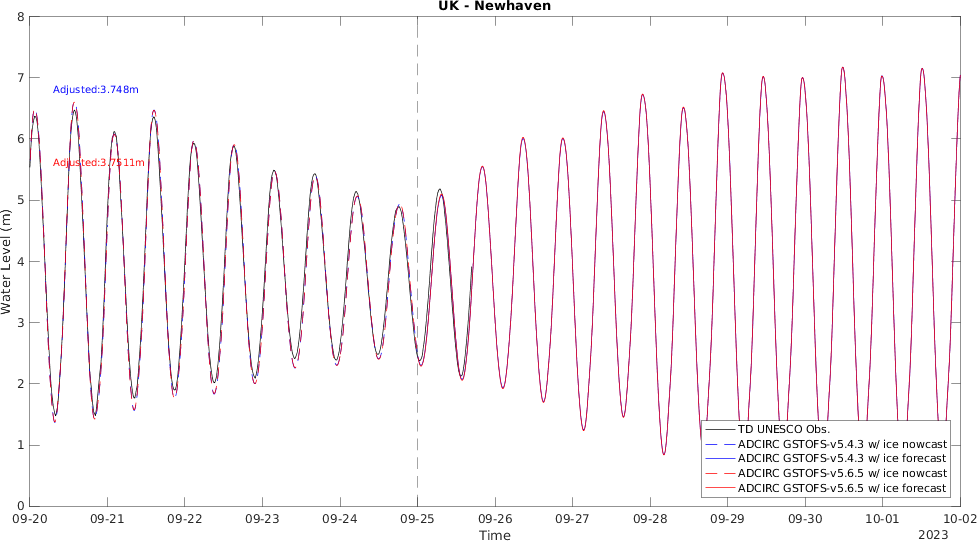 UK - Newhaven
8
7
6
5
4
3
2
1
0
Water Level (m)
Adjusted:3.748m
Adjusted:3.7511m
TD UNESCO Obs.
ADCIRC GSTOFS-v5.4.3 w/ ice nowcast
ADCIRC GSTOFS-v5.4.3 w/ ice forecast
ADCIRC GSTOFS-v5.6.5 w/ ice nowcast
ADCIRC GSTOFS-v5.6.5 w/ ice forecast
09-20 09-21 09-22 09-23 09-24 09-25 09-26 09-27 09-28 09-29 09-30 10-01 10-02
Time
2023